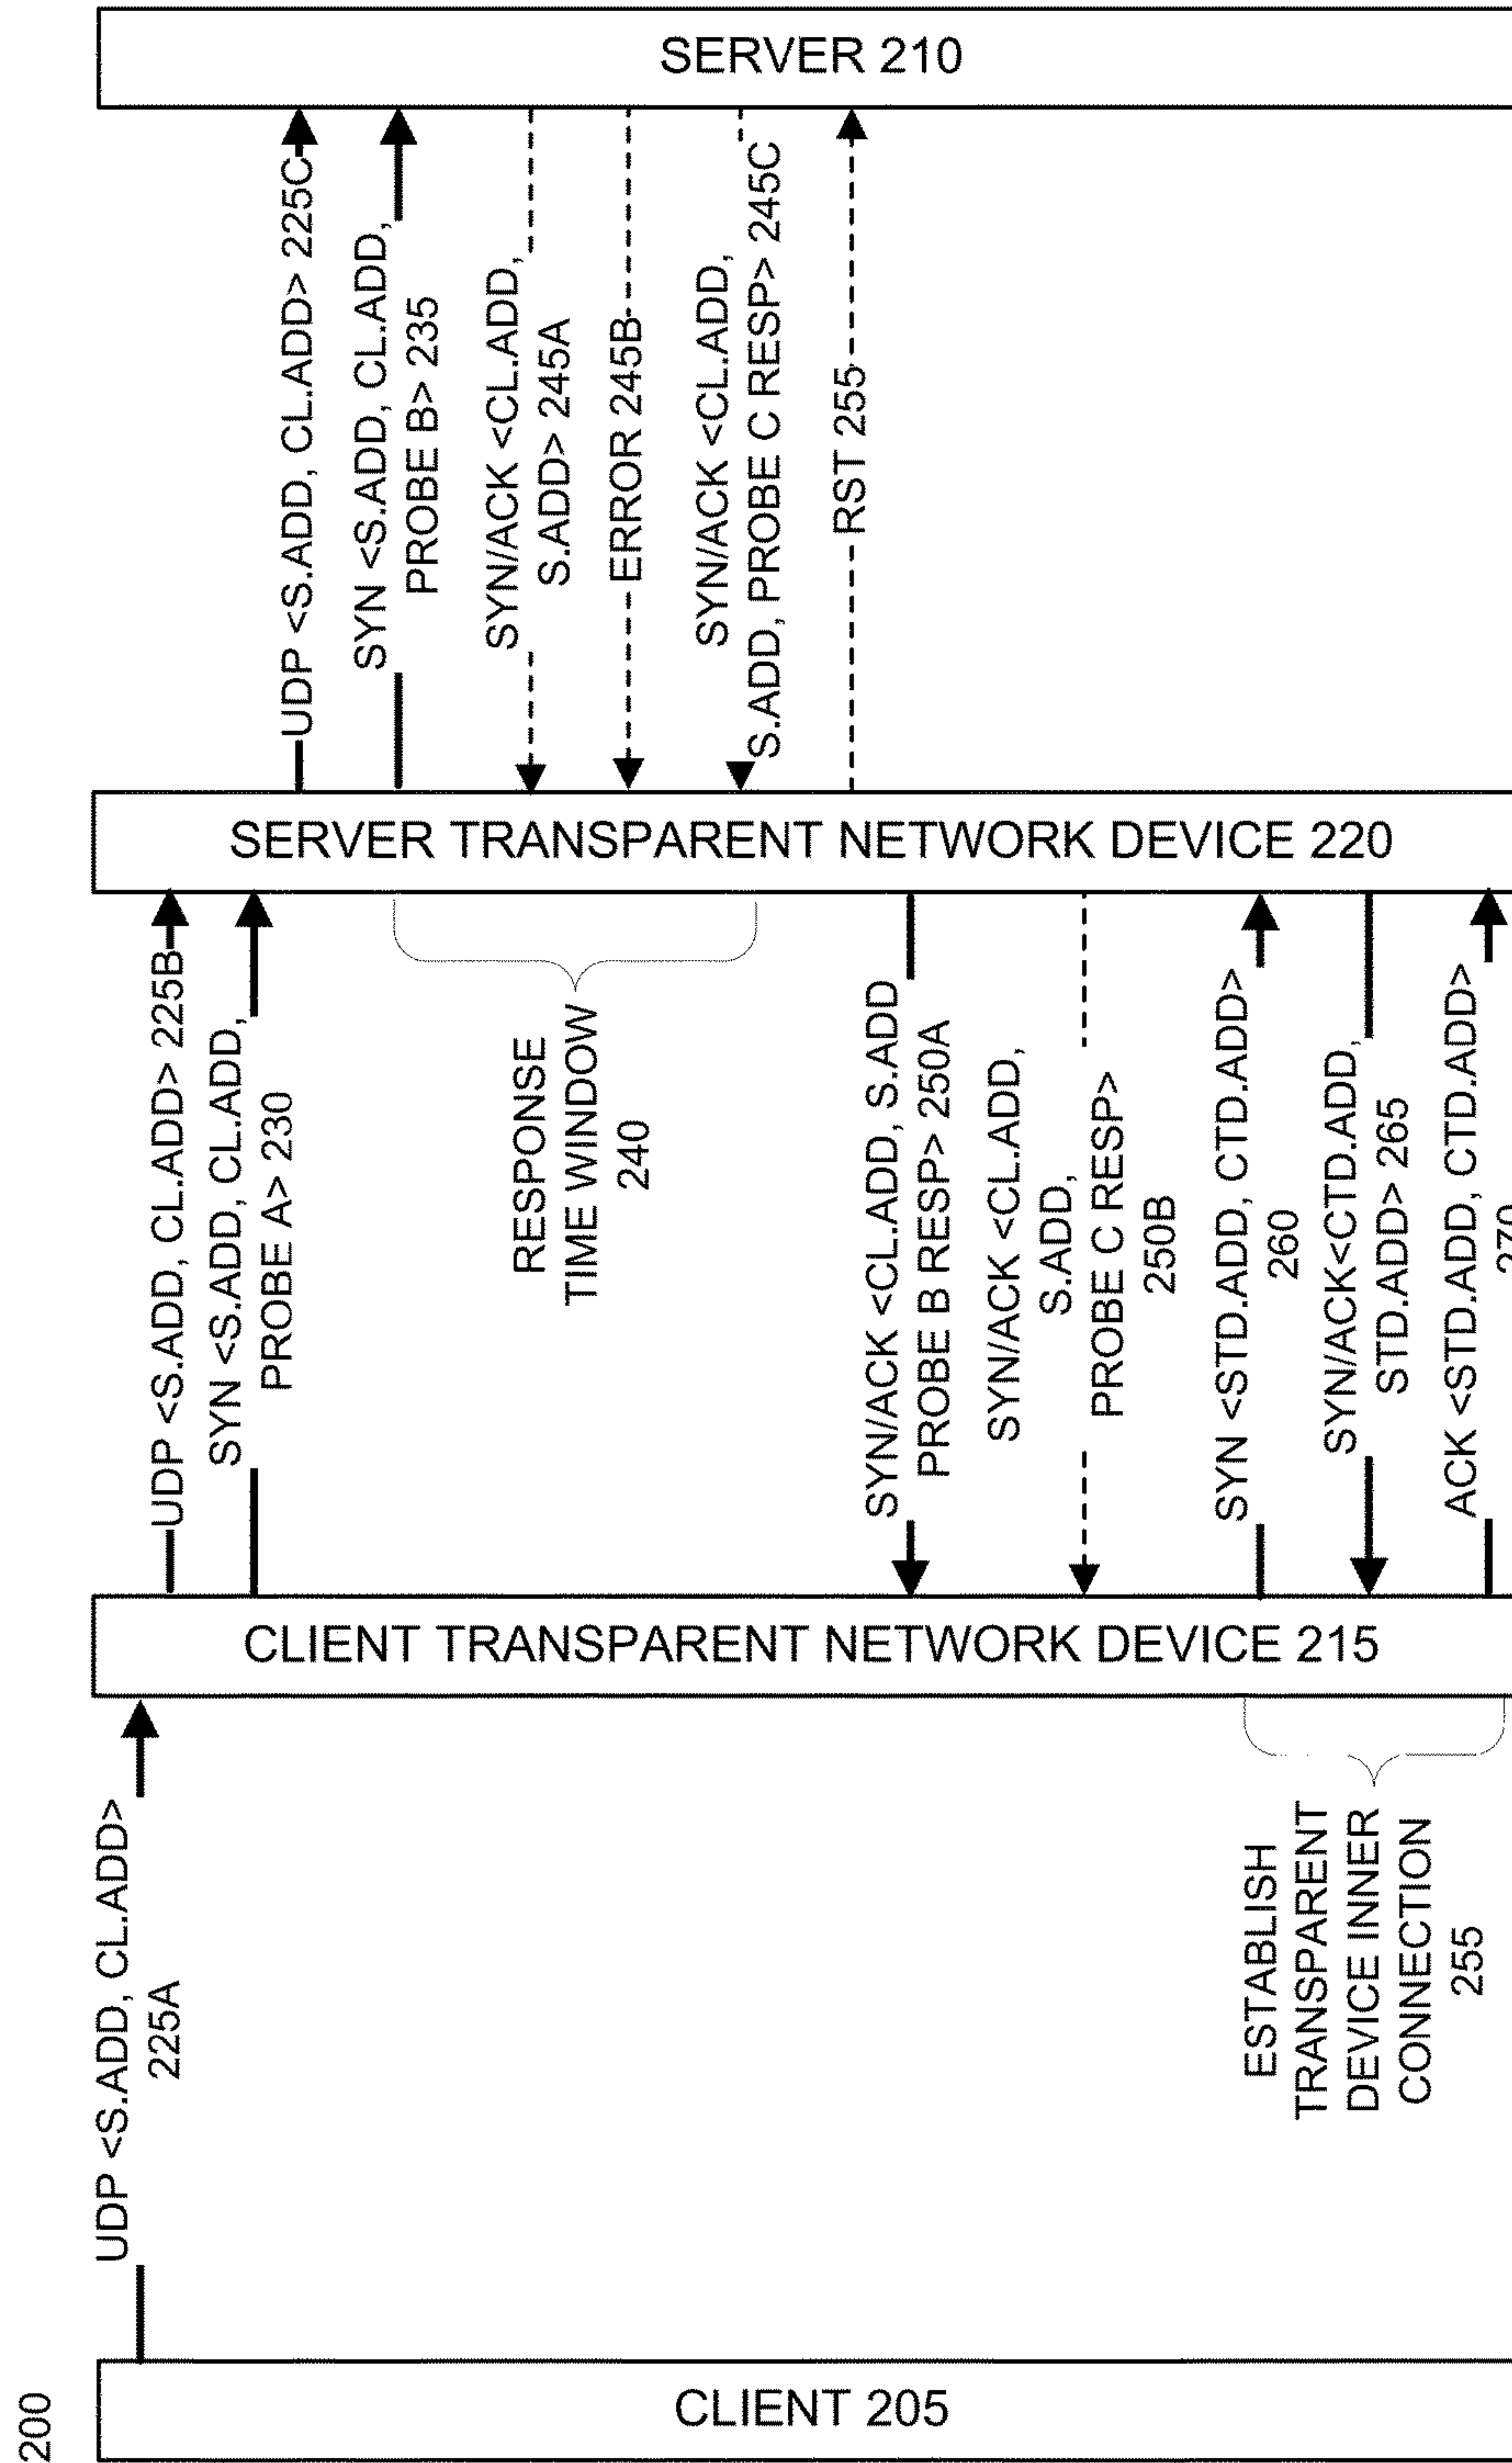 200
SERVER 210
UDP <S.ADD, CL.ADD> 225C
SYN <S.ADD, CL.ADD,
PROBE B> 235
SYN/ACK <CL.ADD,
S.ADD> 245A
ERROR 245B
SYN/ACK <CL.ADD,
S.ADD, PROBE C RESP> 245C
RST 255
SERVER TRANSPARENT NETWORK DEVICE 220
UDP <S.ADD, CL.ADD> 225B
SYN <S.ADD, CL.ADD,
PROBE A> 230
RESPONSE
TIME WINDOW
240
SYN/ACK <CL.ADD, S.ADD
PROBE B RESP> 250A
SYN/ACK <CL.ADD,
S.ADD,
PROBE C RESP>
250B
SYN <STD.ADD, CTD.ADD>
260
SYN/ACK<CTD.ADD,
STD.ADD> 265
ACK <STD.ADD, CTD.ADD>
270
CLIENT TRANSPARENT NETWORK DEVICE 215
UDP <S.ADD, CL.ADD>
225A
ESTABLISH
TRANSPARENT
DEVICE INNER
CONNECTION
255
CLIENT 205